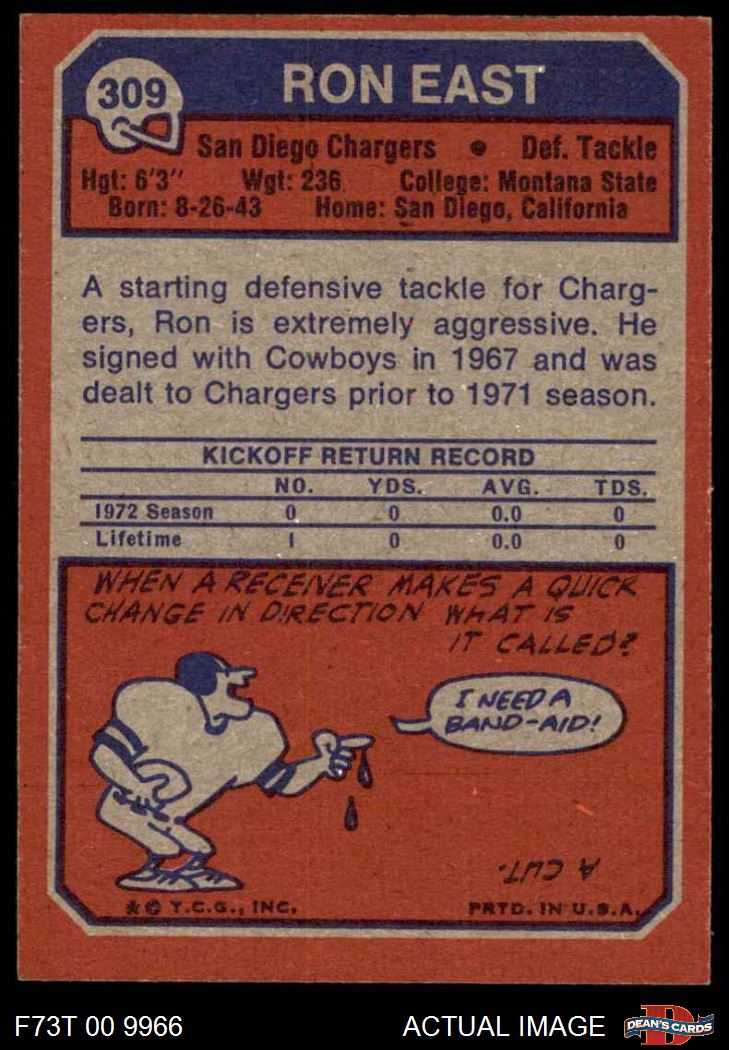 309
RON EAST
San Diego Chargers • Def. Tackle
Hgt: 6'3" Wgt: 236 College: Montana State
Born: 8-26-43 Home: San Diego, California
A starting defensive tackle for Charg-
ers, Ron is extremely aggressive. He
signed with Cowboys in 1967 and was
dealt to Chargers prior to 1971 season.
KICKOFF RETURN RECORD
NO. YDS. AVG. TDS.
1972 Season 0 0 0.0 0
Lifetime 1 0 0.0 0
WHEN A RECEIVER MAKES A QUICK
CHANGE IN DIRECTION WHAT IS
IT CALLED?
I NEED A
BAND-AID!
A CUT.
* © T.C.G., INC. PRTD. IN U.S.A.
F73T 00 9966 ACTUAL IMAGE
D
DEAN'S CARDS